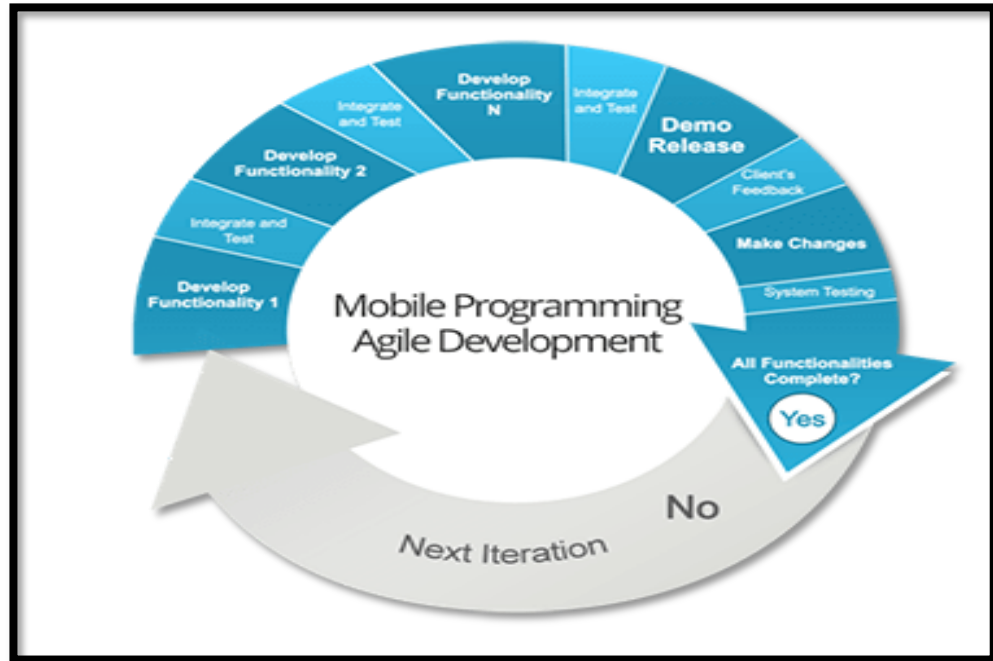 Develop
Functionality 1
Integrate and
Test
Develop
Functionality 2
Integrate
and Test
Develop
Functionality
N
Integrate
and Test
Demo
Release
Client's
Feedback
Make Changes
System Testing
All Functionalities
Complete?
Yes
No
Next Iteration
Mobile Programming
Agile Development